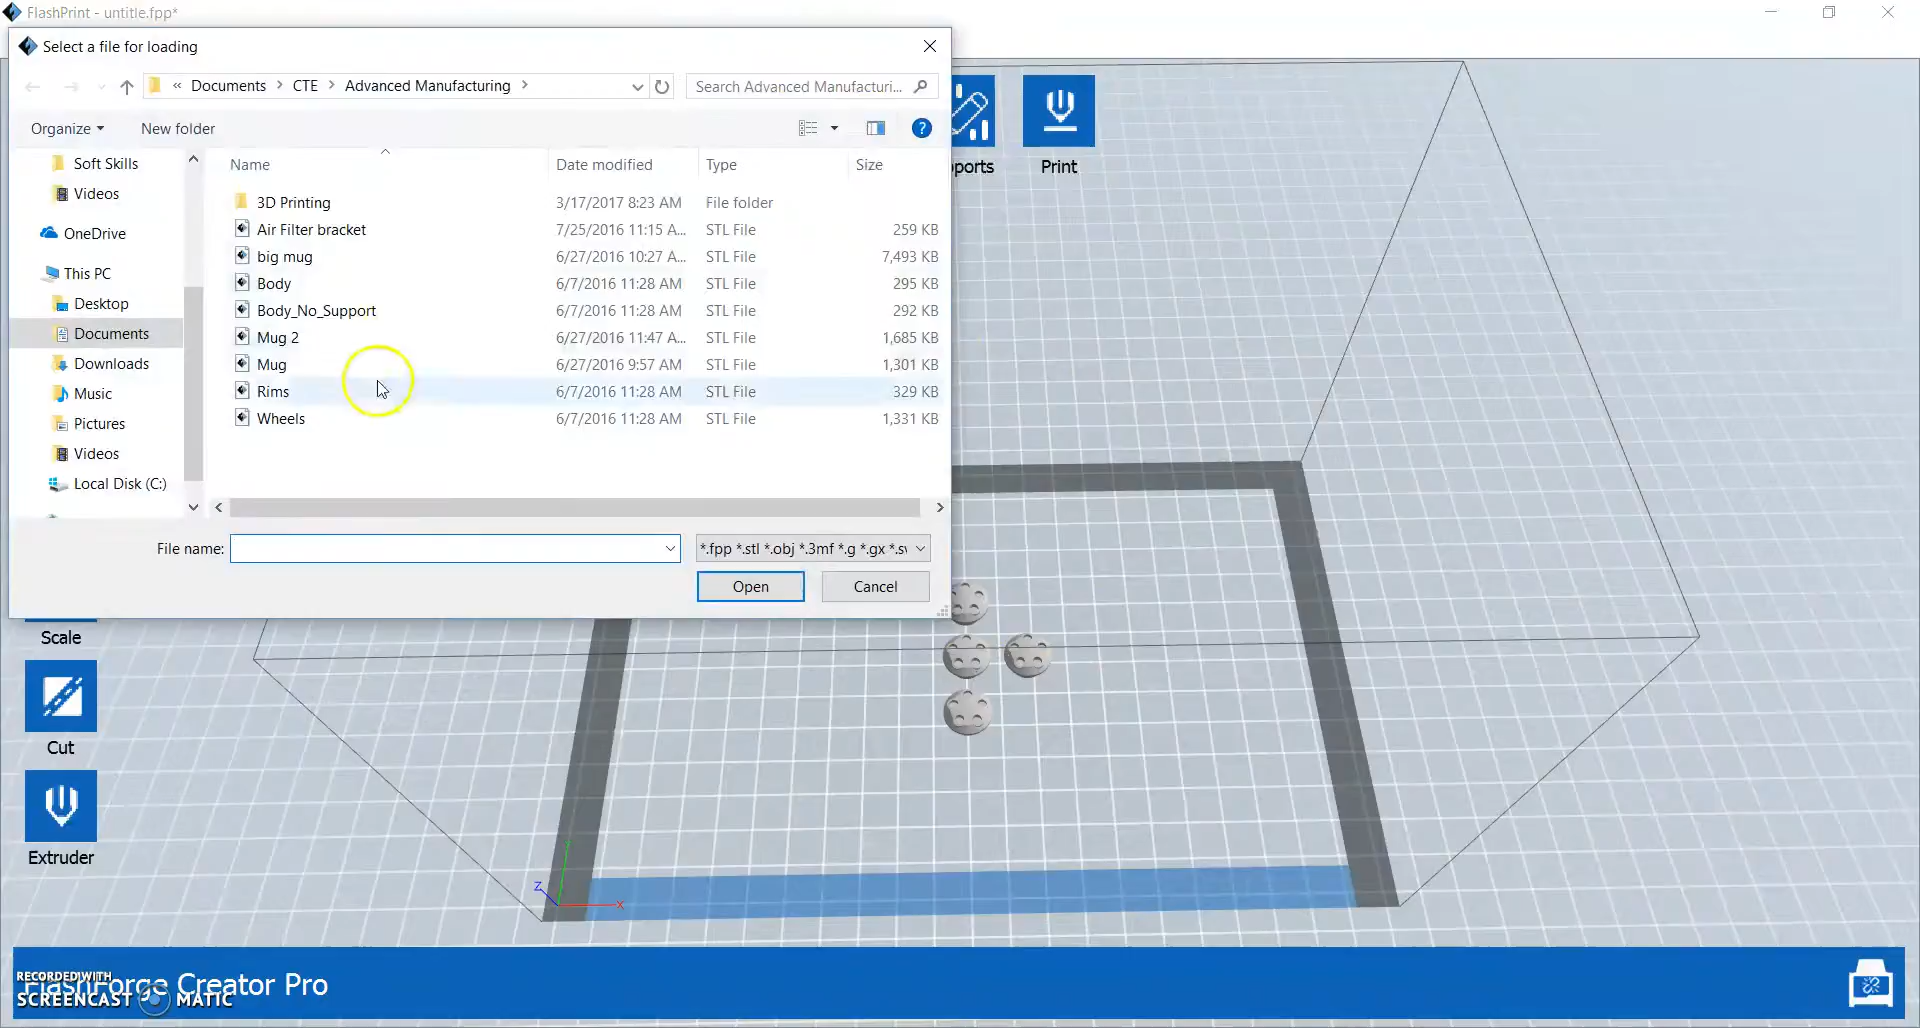 FlashPrint - untitle.fpp*
Select a file for loading
« Documents > CTE > Advanced Manufacturing >
Search Advanced Manufacturi...
Organize
New folder
?
Name Date modified Type Size
Soft Skills
Videos
OneDrive
This PC
Desktop
Documents
Downloads
Music
Pictures
Videos
Local Disk (C:)
3D Printing 3/17/2017 8:23 AM File folder
Air Filter bracket 7/25/2016 11:15 A... STL File 259 KB
big mug 6/27/2016 10:27 A... STL File 7,493 KB
Body 6/7/2016 11:28 AM STL File 295 KB
Body_No_Support 6/7/2016 11:28 AM STL File 292 KB
Mug 2 6/27/2016 11:47 A... STL File 1,685 KB
Mug 6/27/2016 9:57 AM STL File 1,301 KB
Rims 6/7/2016 11:28 AM STL File 329 KB
Wheels 6/7/2016 11:28 AM STL File 1,331 KB
File name:
*.fpp *.stl *.obj *.3mf *.g *.gx *.s
Open
Cancel
pports
Print
Scale
Cut
Extruder
Z
X
FlashForge Creator Pro
RECORDED WITH
SCREENCAST MATIC